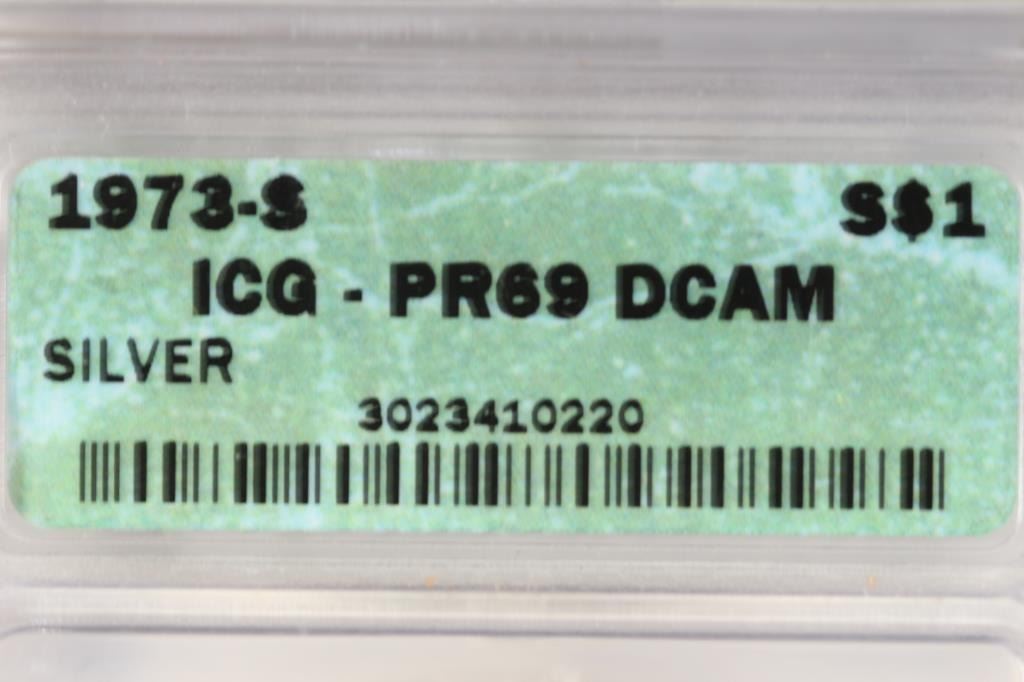 1973-S S$1
ICG - PR69 DCAM
SILVER
3023410220